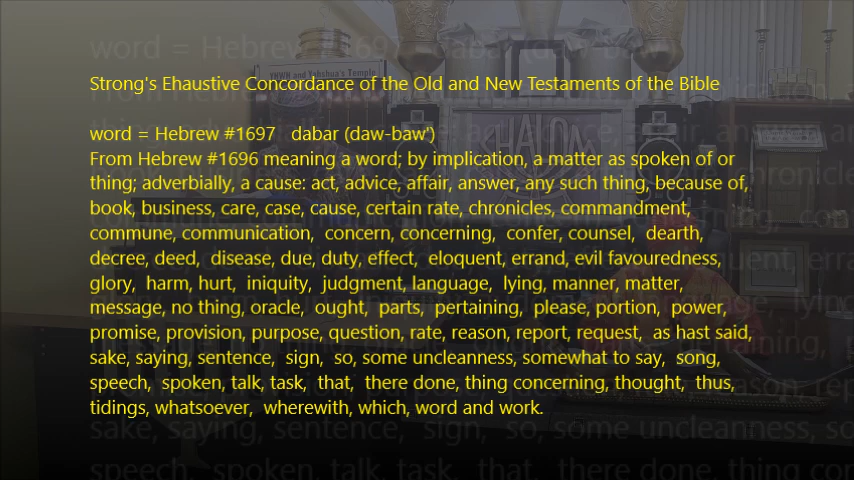 Strong's Ehaustive Concordance of the Old and New Testaments of the Bible
word = Hebrew #1697 dabar (daw-baw')
From Hebrew #1696 meaning a word; by implication, a matter as spoken of or
thing; adverbially, a cause: act, advice, affair, answer, any such thing, because of,
book, business, care, case, cause, certain rate, chronicles, commandment,
commune, communication, concern, concerning, confer, counsel, dearth,
decree, deed, disease, due, duty, effect, eloquent, errand, evil favouredness,
glory, harm, hurt, iniquity, judgment, language, lying, manner, matter,
message, no thing, oracle, ought, parts, pertaining, please, portion, power,
promise, provision, purpose, question, rate, reason, report, request, as hast said,
sake, saying, sentence, sign, so, some uncleanness, somewhat to say, song,
speech, spoken, talk, task, that, there done, thing concerning, thought, thus,
tidings, whatsoever, wherewith, which, word and work.